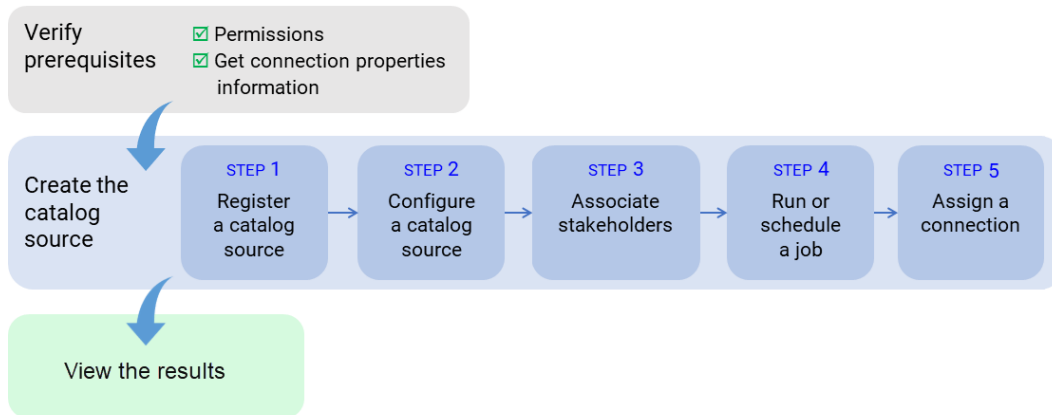 Verify
prerequisites
Permissions
Get connection properties
information
Create the
catalog
source
STEP 1
Register
a catalog
source
STEP 2
Configure
a catalog
source
STEP 3
Associate
stakeholders
STEP 4
Run or
schedule
a job
STEP 5
Assign a
connection
View the results